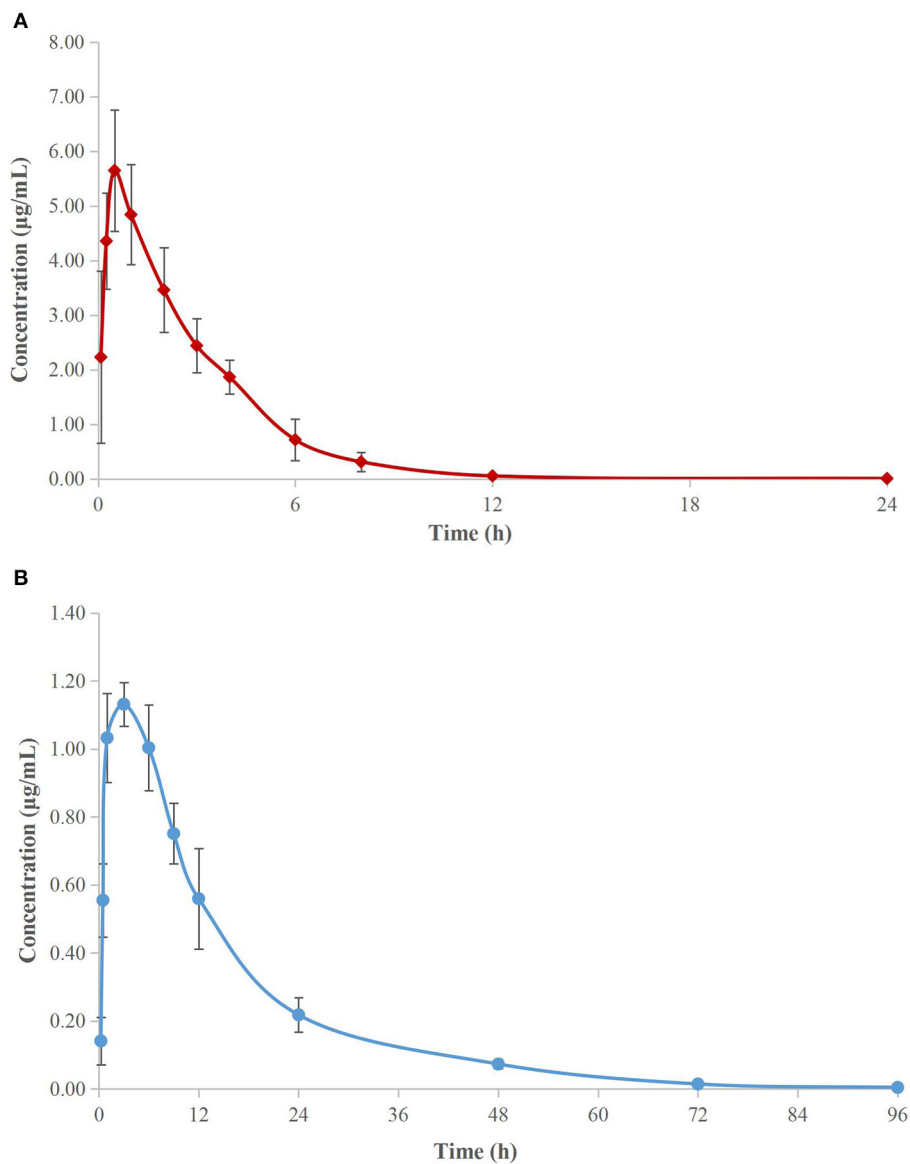 A
8.00
7.00
6.00
5.00
4.00
3.00
2.00
1.00
0.00
Concentration (µg/mL)
0 6 12 18 24
Time (h)
B
1.40
1.20
1.00
0.80
0.60
0.40
0.20
0.00
Concentration (µg/mL)
0 12 24 36 48 60 72 84 96
Time (h)